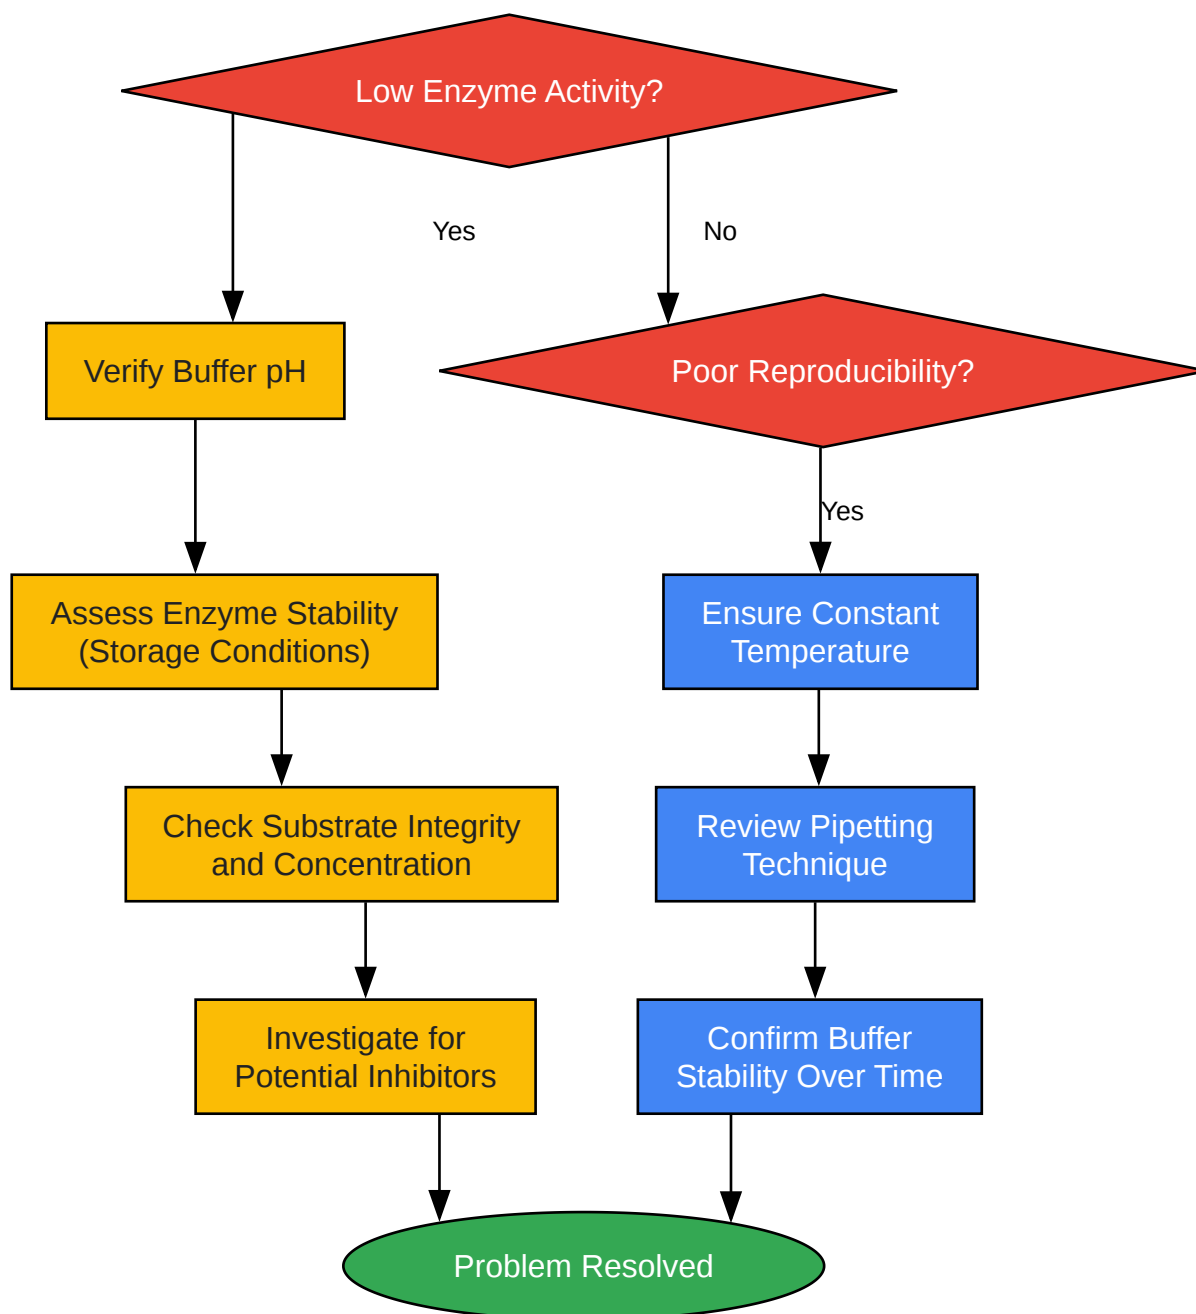 Low Enzyme Activity?
Yes
No
Verify Buffer pH
Poor Reproducibility?
Yes
Assess Enzyme Stability
(Storage Conditions)
Ensure Constant
Temperature
Check Substrate Integrity
and Concentration
Review Pipetting
Technique
Investigate for
Potential Inhibitors
Confirm Buffer
Stability Over Time
Problem Resolved